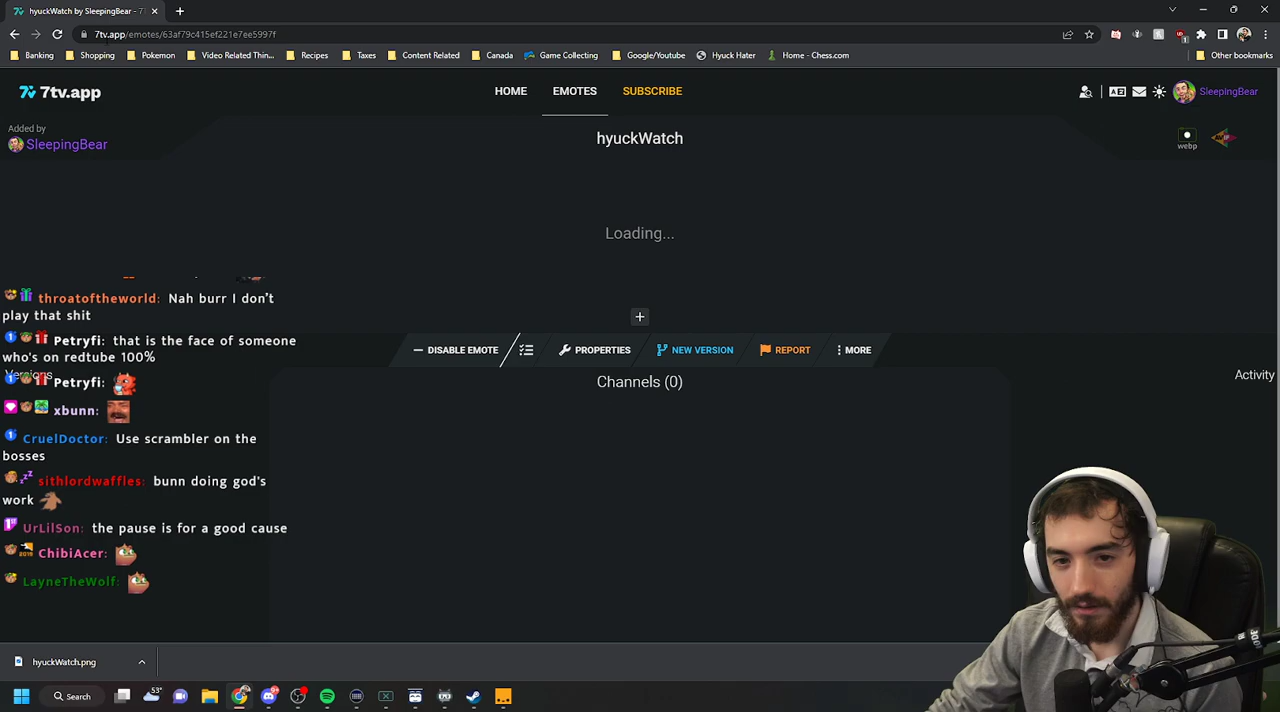 hyuckWatch by SleepingBear - 7
7tv.app/emotes/63af79c415ef221e7ee5997f
Banking Shopping Pokemon Video Related Thin... Recipes Taxes Content Related Canada Game Collecting Google/Youtube Hyuck Hater Home - Chess.com Other bookmarks
7tv.app HOME EMOTES SUBSCRIBE SleepingBear
Added by
SleepingBear
hyuckWatch
webp
Loading...
throatoftheworld: Nah burr I don't
play that shit
Petryfi: that is the face of someone
who's on redtube 100%
DISABLE EMOTE PROPERTIES NEW VERSION REPORT MORE
Versions
Channels (0)
Activity
Petryfi:
xbunn:
CruelDoctor: Use scrambler on the
bosses
sithlordwaffles: bunn doing god's
work
UrLilSon: the pause is for a good cause
ChibiAcer:
LayneTheWolf:
hyuckWatch.png
Search 53°